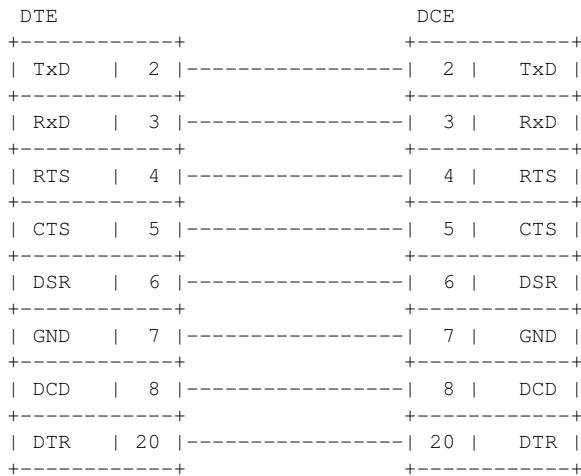 DTE DCE
TxD 2 2 TxD
RxD 3 3 RxD
RTS 4 4 RTS
CTS 5 5 CTS
DSR 6 6 DSR
GND 7 7 GND
DCD 8 8 DCD
DTR 20 20 DTR